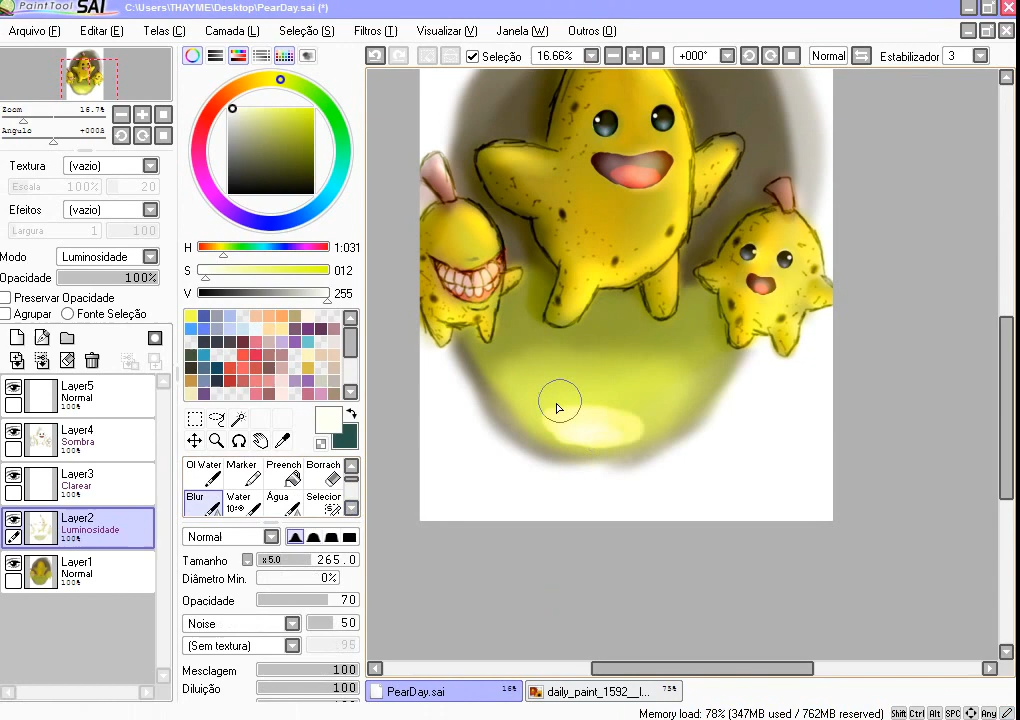 PaintTool SAI C:\Users\THAYME\Desktop\PearDay.sai (*)
Arquivo (F) Editar (E) Telas (C) Camada (L) Seleção (S) Filtros (T) Visualizar (V) Janela (W) Outros (O)
Seleção 16.66% +000° Normal Estabilizador 3
Zoom 16.7%
Angulo +000°
Textura (vazio)
Escala 100% 20
Efeitos (vazio)
Largura 1 100
Modo Luminosidade
Opacidade 100%
Preservar Opacidade
Agrupar Fonte Seleção
Layer5
Normal
100%
Layer4
Sombra
100%
Layer3
Clarear
100%
Layer2
Luminosidade
100%
Layer1
Normal
100%
H 1:031
S 012
V 255
Ol Water Marker Preench Borrach
Blur Water Água Selecior
10%
Normal
Tamanho x 5.0 265.0
Diâmetro Min. 0%
Opacidade 70
Noise 50
(Sem textura) 95
Mesclagem 100
Diluição 100
PearDay.sai 16% daily_paint_1592__l... 75%
Memory load: 78% (347MB used / 762MB reserved) Shift Ctrl Alt SPC Any